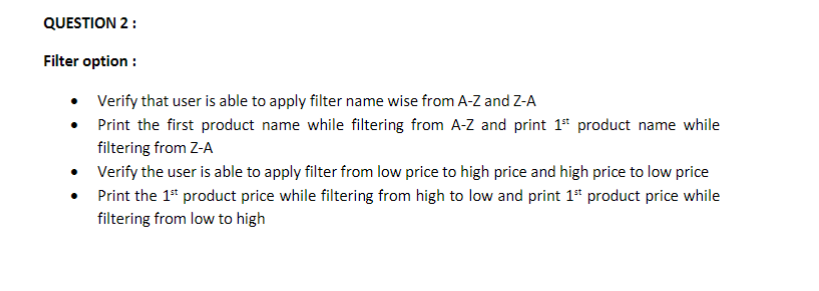 QUESTION 2 :
Filter option :
• Verify that user is able to apply filter name wise from A-Z and Z-A
• Print the first product name while filtering from A-Z and print 1st product name while
filtering from Z-A
• Verify the user is able to apply filter from low price to high price and high price to low price
• Print the 1st product price while filtering from high to low and print 1st product price while
filtering from low to high